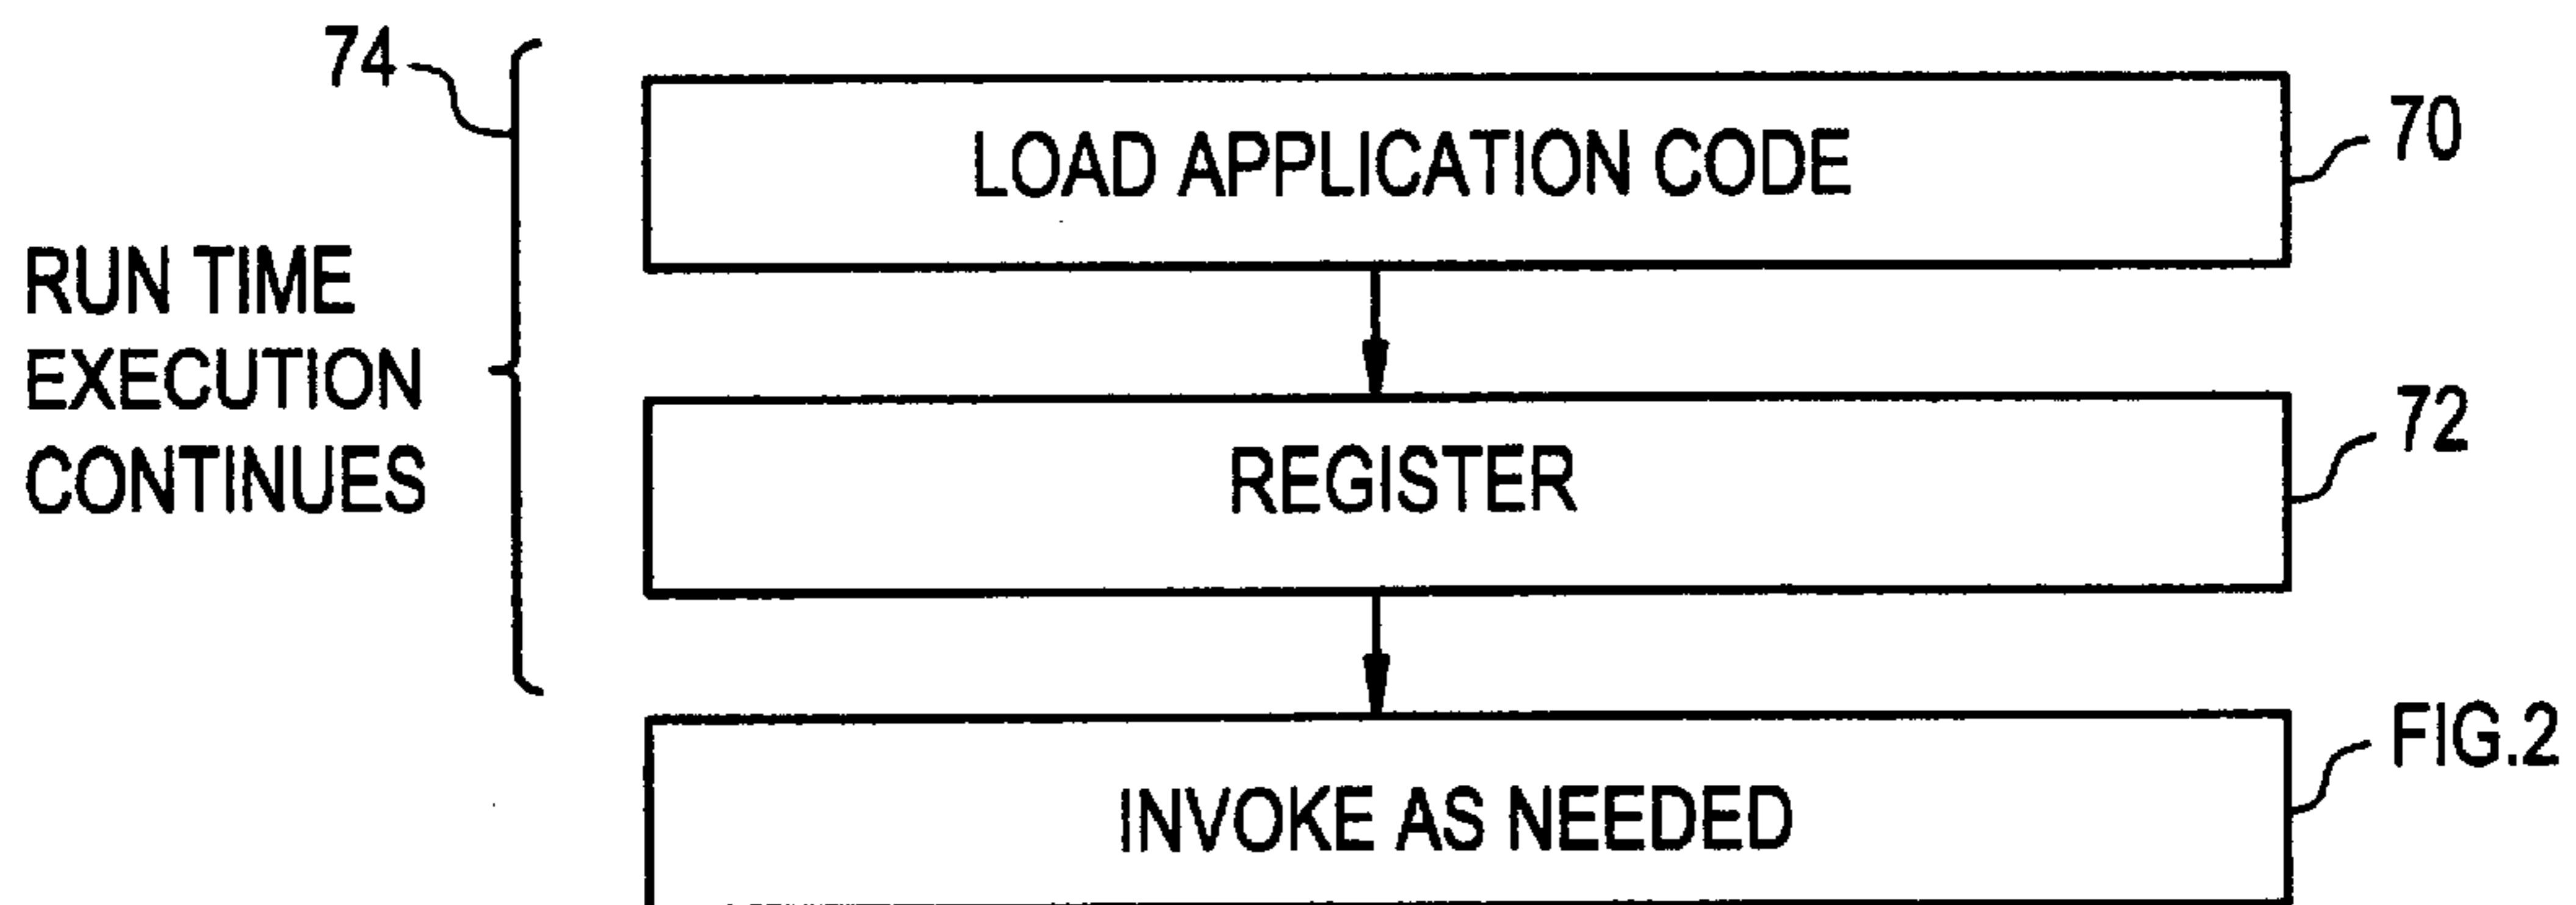 74
LOAD APPLICATION CODE
70
RUN TIME
EXECUTION
CONTINUES
REGISTER
72
INVOKE AS NEEDED
FIG.2